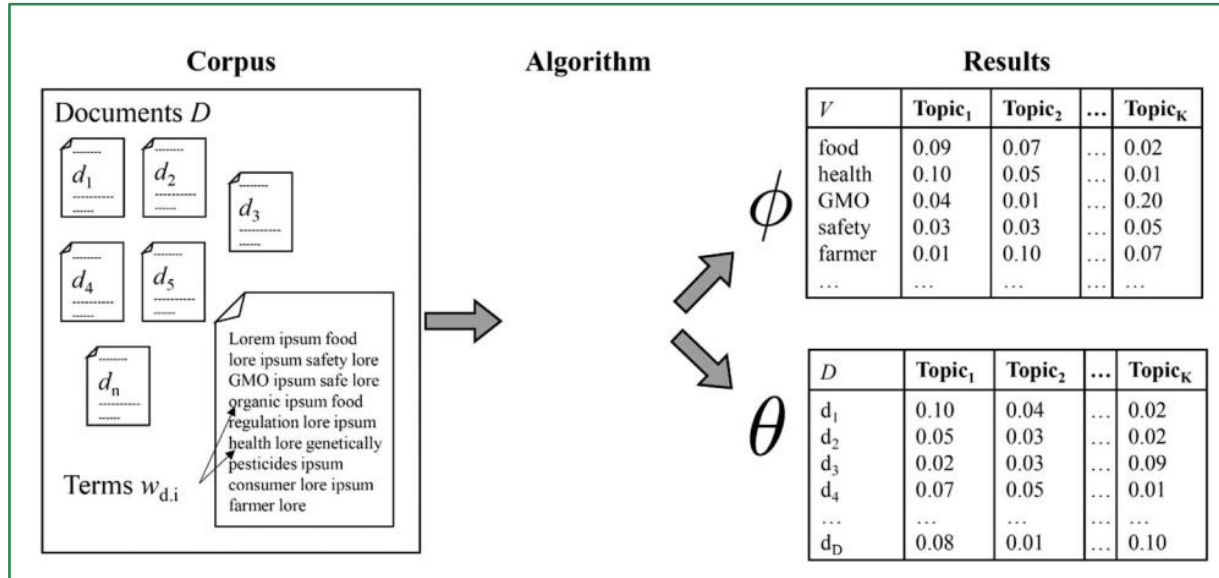 Corpus
Algorithm
Results
Documents D
d1
d2
d3
d4
d5
dn
Lorem ipsum food
lore ipsum safety lore
GMO ipsum safe lore
organic ipsum food
regulation lore ipsum
health lore genetically
pesticides ipsum
consumer lore ipsum
farmer lore
Terms wd.i
ϕ
V Topic1 Topic2 ... TopicK
food 0.09 0.07 ... 0.02
health 0.10 0.05 ... 0.01
GMO 0.04 0.01 ... 0.20
safety 0.03 0.03 ... 0.05
farmer 0.01 0.10 ... 0.07
... ... ... ... ...
θ
D Topic1 Topic2 ... TopicK
d1 0.10 0.04 ... 0.02
d2 0.05 0.03 ... 0.02
d3 0.02 0.03 ... 0.09
d4 0.07 0.05 ... 0.01
... ... ... ... ...
dD 0.08 0.01 ... 0.10